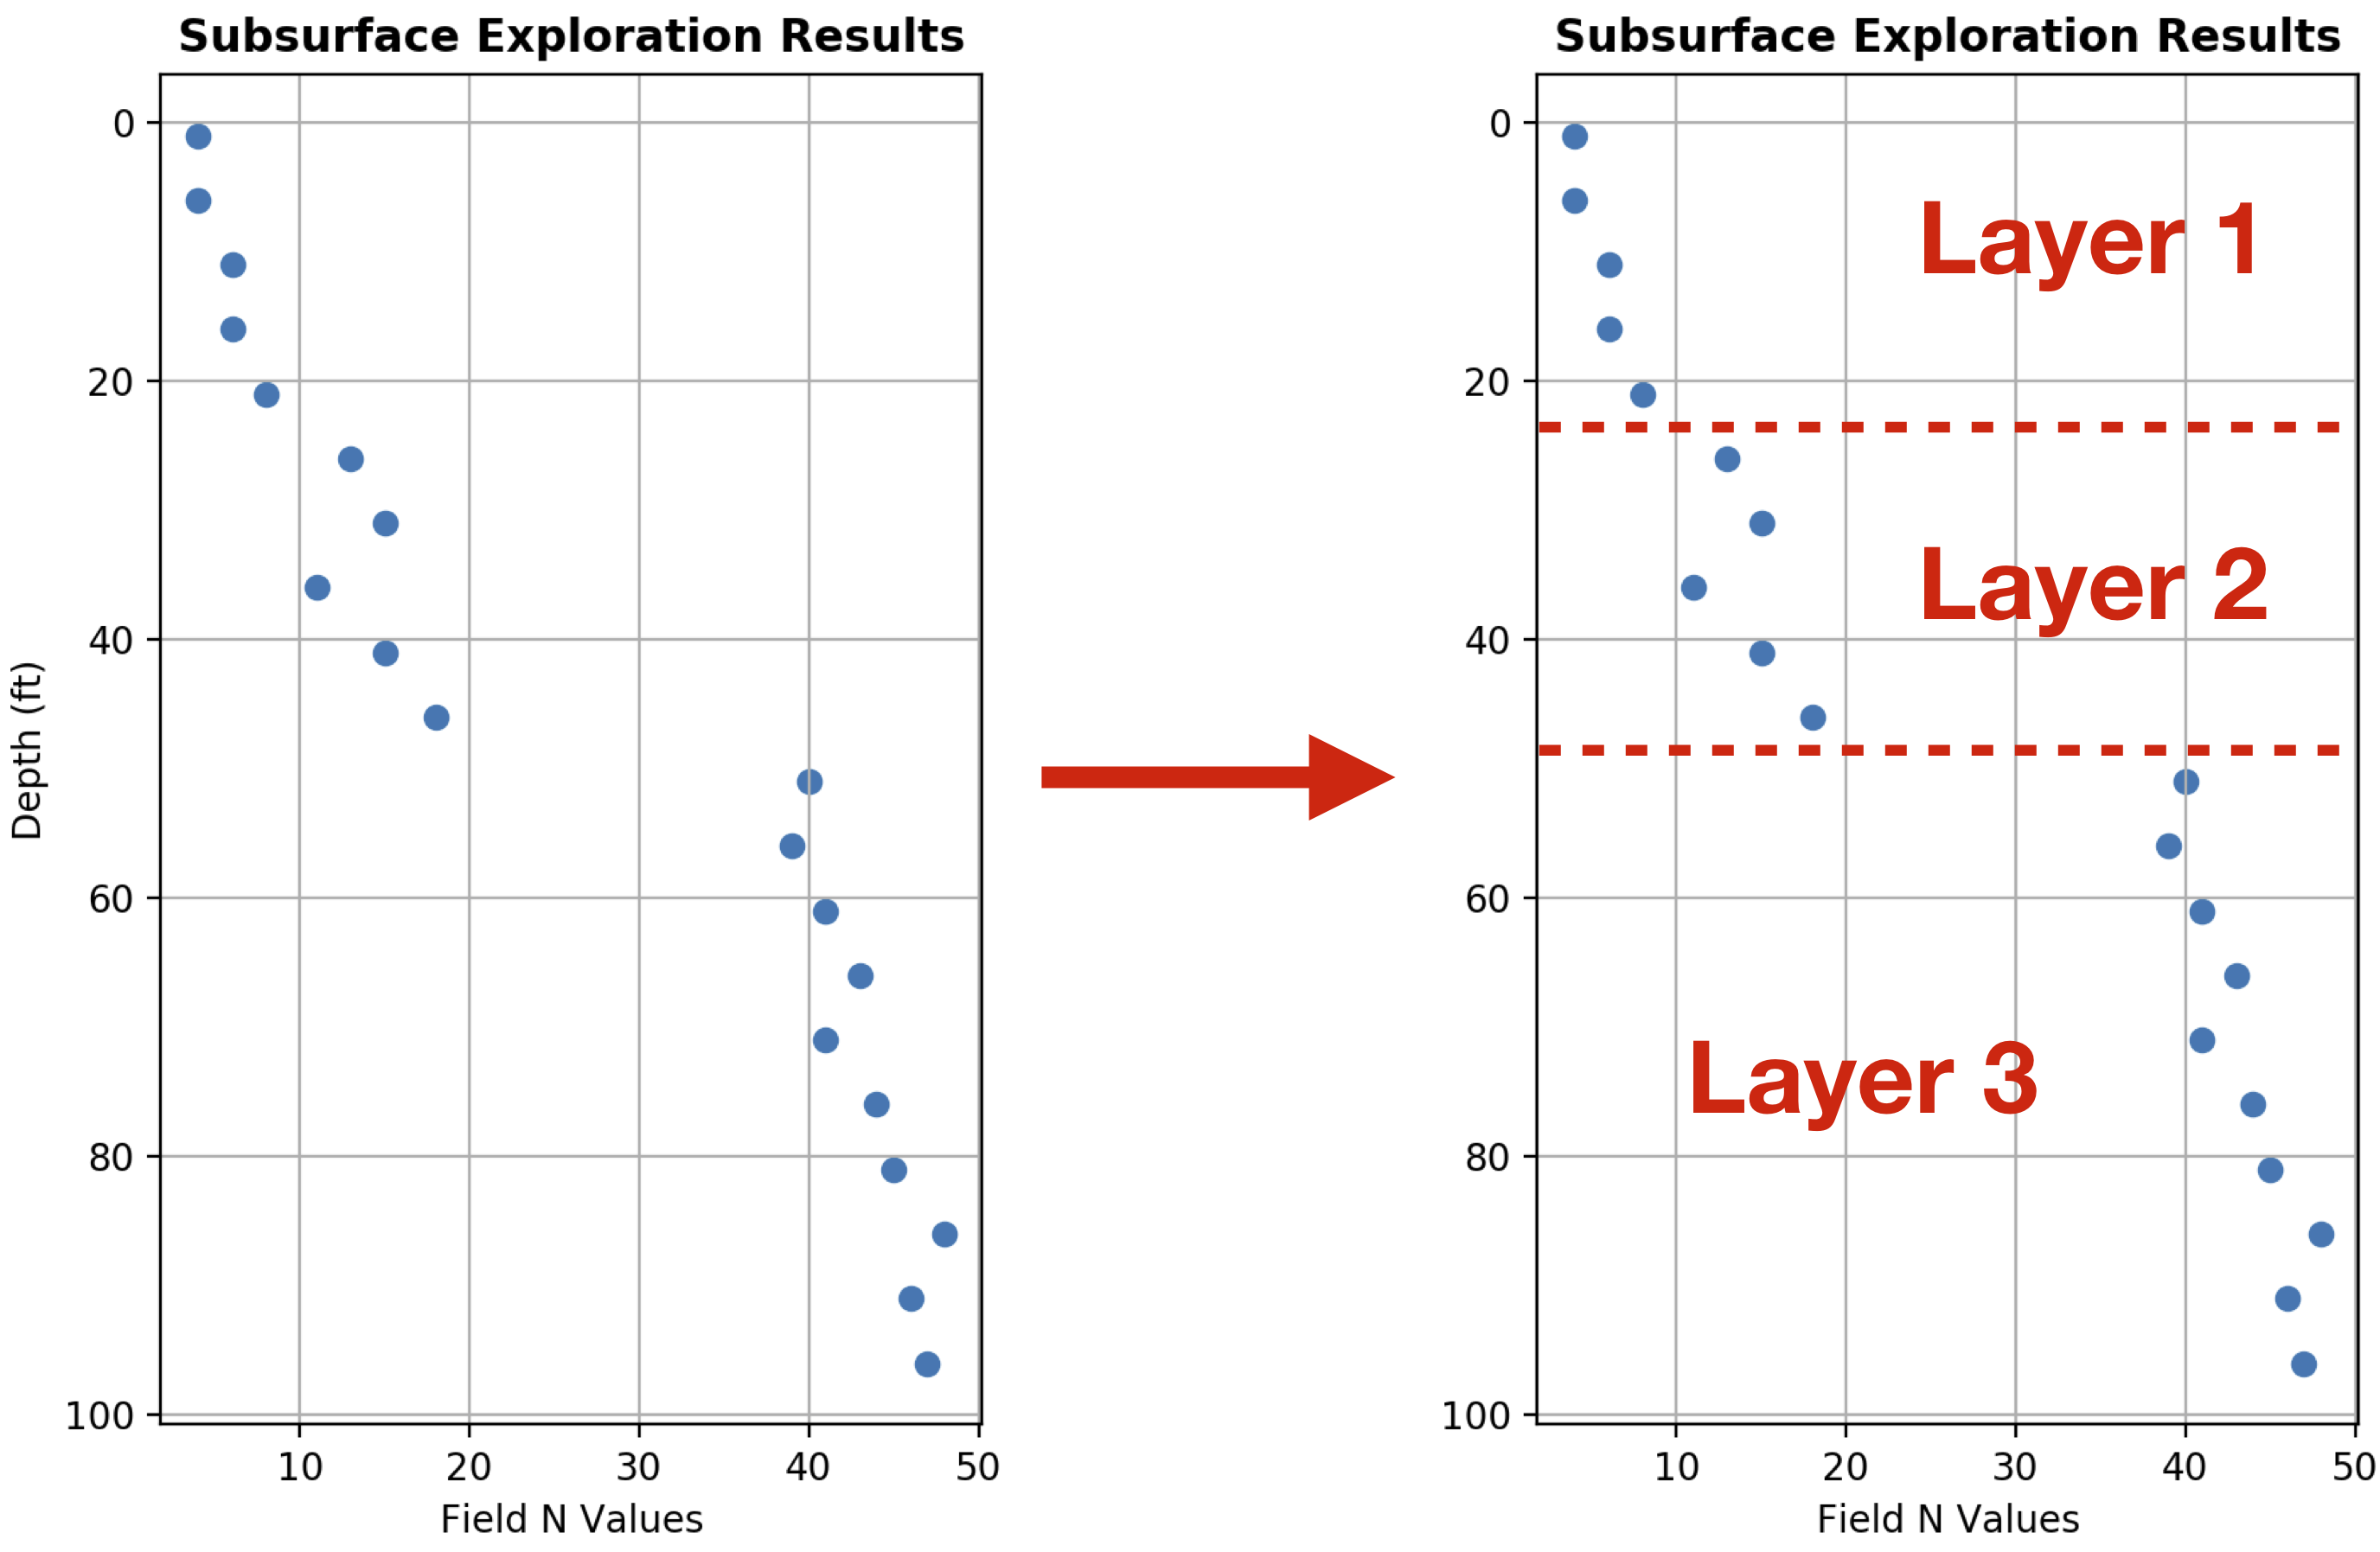 Subsurface Exploration Results
0
20
40
60
80
100
Depth (ft)
10 20 30 40 50
Field N Values
Subsurface Exploration Results
0
20
40
60
80
100
Layer 1
Layer 2
Layer 3
10 20 30 40 50
Field N Values